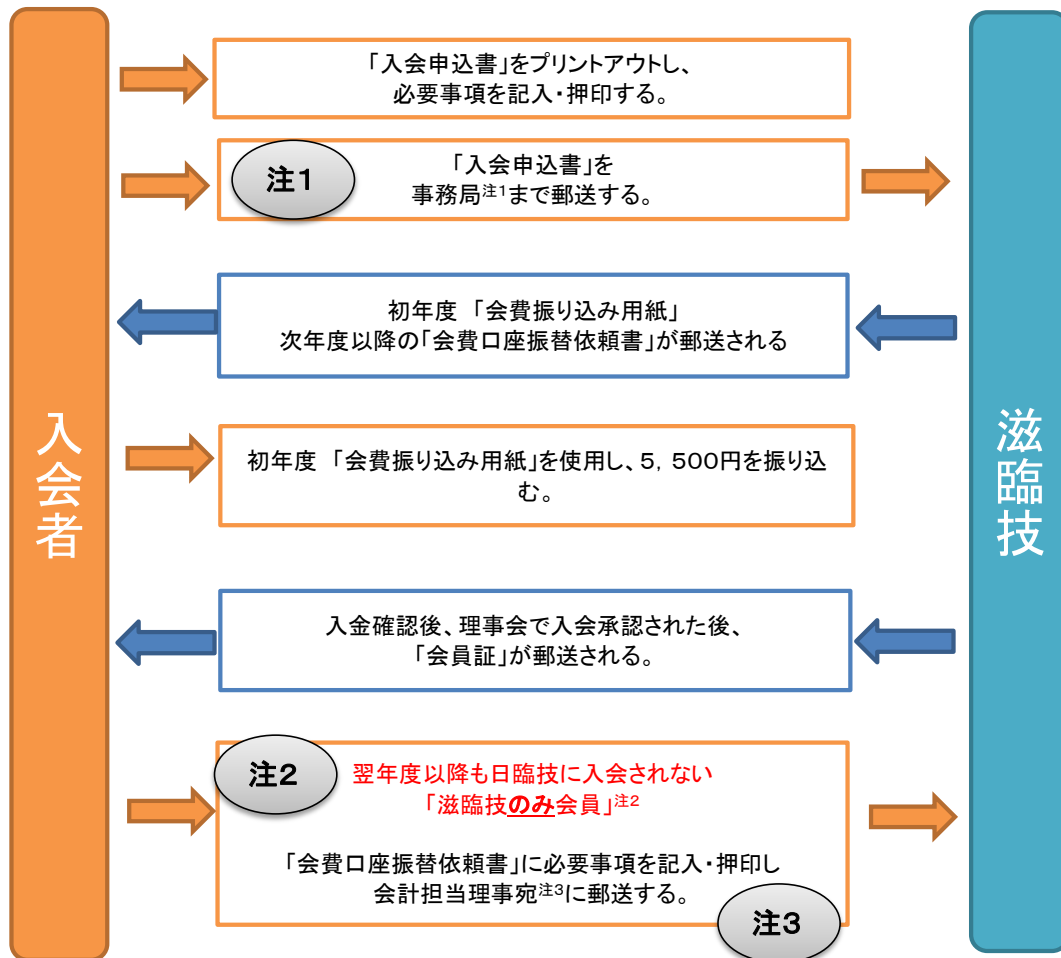 入会者
「入会申込書」をプリントアウトし、
必要事項を記入・押印する。
注1
「入会申込書」を
事務局注1まで郵送する。
初年度 「会費振り込み用紙」
次年度以降の「会費口座振替依頼書」が郵送される
初年度 「会費振り込み用紙」を使用し、5,500円を振り込
む。
入金確認後、理事会で入会承認された後、
「会員証」が郵送される。
注2
翌年度以降も日臨技に入会されない
「滋臨技のみ会員」注2
「会費口座振替依頼書」に必要事項を記入・押印し
会計担当理事宛注3に郵送する。
注3
滋臨技